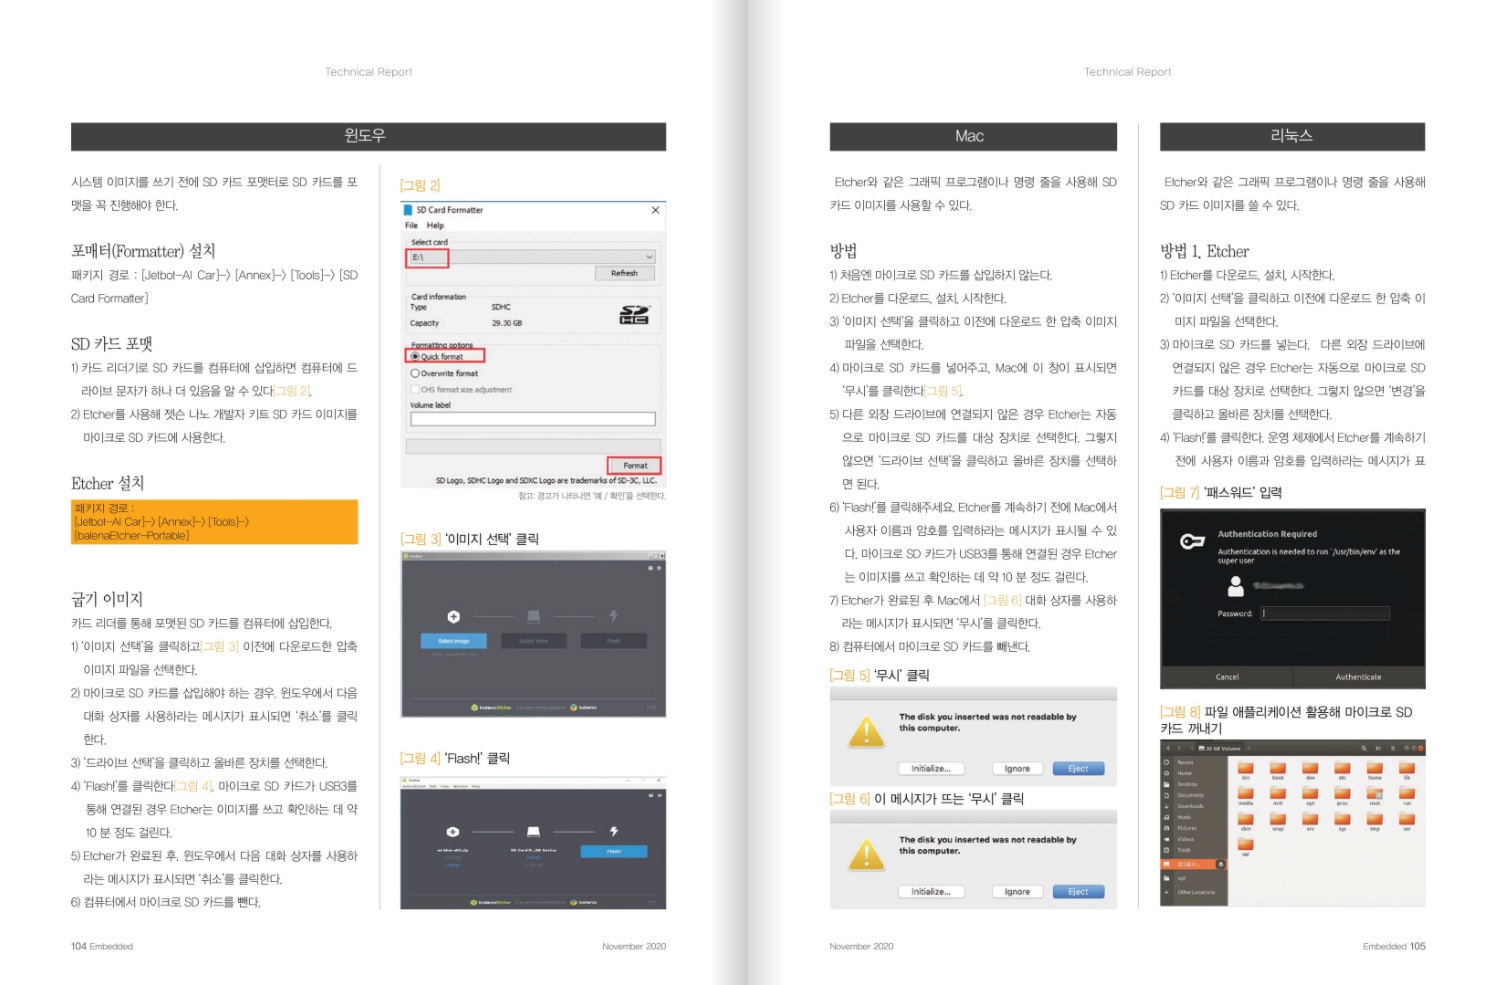 Technical Report
윈도우
시스템 이미지를 쓰기 전에 SD 카드 포맷터로 SD 카드를 포
맷을 꼭 진행해야 한다.
포매터(Formatter) 설치
패키지 경로 : [Jetbot-AI Car]-> [Annex]-> [Tools]-> [SD
Card Formatter]
SD 카드 포맷
1) 카드 리더기로 SD 카드를 컴퓨터에 삽입하면 컴퓨터에 드
라이브 문자가 하나 더 있음을 알 수 있다[그림 2].
2) Etcher를 사용해 젯슨 나노 개발자 키트 SD 카드 이미지를
마이크로 SD 카드에 사용한다.
Etcher 설치
패키지 경로 :
[Jetbot-AI Car]-> [Annex]-> [Tools]->
[balenaEtcher-Portable]
굽기 이미지
카드 리더를 통해 포맷된 SD 카드를 컴퓨터에 삽입한다.
1) '이미지 선택'을 클릭하고[그림 3] 이전에 다운로드한 압축
이미지 파일을 선택한다.
2) 마이크로 SD 카드를 삽입해야 하는 경우, 윈도우에서 다음
대화 상자를 사용하라는 메시지가 표시되면 '취소'를 클릭
한다.
3) '드라이브 선택'을 클릭하고 올바른 장치를 선택한다.
4) 'Flash!'를 클릭한다[그림 4]. 마이크로 SD 카드가 USB3를
통해 연결된 경우 Etcher는 이미지를 쓰고 확인하는 데 약
10 분 정도 걸린다.
5) Etcher가 완료된 후, 윈도우에서 다음 대화 상자를 사용하
라는 메시지가 표시되면 '취소'를 클릭한다.
6) 컴퓨터에서 마이크로 SD 카드를 뺀다.
[그림 2]
SD Card Formatter
File Help
Select card
E:\
Refresh
Card information
Type SDHC
Capacity 29.30 GB
SD HC
Formatting options
Quick format
Overwrite format
CHS format size adjustment
Volume label
Format
SD Logo, SDHC Logo and SDXC Logo are trademarks of SD-3C, LLC.
참고: 경고가 나타나면 '예 / 확인'을 선택한다.
[그림 3] '이미지 선택' 클릭
Select image
Select drive
Flash!
balenaEtcher
balena
[그림 4] 'Flash!' 클릭
Flash!
balenaEtcher
balena
104 Embedded
November 2020
Technical Report
Mac
Etcher와 같은 그래픽 프로그램이나 명령 줄을 사용해 SD
카드 이미지를 사용할 수 있다.
방법
1) 처음엔 마이크로 SD 카드를 삽입하지 않는다.
2) Etcher를 다운로드, 설치, 시작한다.
3) '이미지 선택'을 클릭하고 이전에 다운로드 한 압축 이미지
파일을 선택한다.
4) 마이크로 SD 카드를 넣어주고, Mac에 이 창이 표시되면
'무시'를 클릭한다[그림 5].
5) 다른 외장 드라이브에 연결되지 않은 경우 Etcher는 자동
으로 마이크로 SD 카드를 대상 장치로 선택한다. 그렇지
않으면 '드라이브 선택'을 클릭하고 올바른 장치를 선택하
면 된다.
6) 'Flash!'를 클릭해주세요. Etcher를 계속하기 전에 Mac에서
사용자 이름과 암호를 입력하라는 메시지가 표시될 수 있
다. 마이크로 SD 카드가 USB3를 통해 연결된 경우 Etcher
는 이미지를 쓰고 확인하는 데 약 10 분 정도 걸린다.
7) Etcher가 완료된 후 Mac에서 [그림 6] 대화 상자를 사용하
라는 메시지가 표시되면 '무시'를 클릭한다.
8) 컴퓨터에서 마이크로 SD 카드를 빼낸다.
[그림 5] '무시' 클릭
The disk you inserted was not readable by
this computer.
Initialize... Ignore Eject
[그림 6] 이 메시지가 뜨는 '무시' 클릭
The disk you inserted was not readable by
this computer.
Initialize... Ignore Eject
리눅스
Etcher와 같은 그래픽 프로그램이나 명령 줄을 사용해
SD 카드 이미지를 쓸 수 있다.
방법 1. Etcher
1) Etcher를 다운로드, 설치, 시작한다.
2) '이미지 선택'을 클릭하고 이전에 다운로드 한 압축 이
미지 파일을 선택한다.
3) 마이크로 SD 카드를 넣는다. 다른 외장 드라이브에
연결되지 않은 경우 Etcher는 자동으로 마이크로 SD
카드를 대상 장치로 선택한다. 그렇지 않으면 '변경'을
클릭하고 올바른 장치를 선택한다.
4) 'Flash!'를 클릭한다. 운영 체제에서 Etcher를 계속하기
전에 사용자 이름과 암호를 입력하라는 메시지가 표
[그림 7] '패스워드' 입력
Authentication Required
Authentication is needed to run '/usr/bin/env' as the
super user
Password:
Cancel Authenticate
[그림 8] 파일 애플리케이션 활용해 마이크로 SD
카드 꺼내기
32 GB Volume
Recent
Home
Desktop
Documents
Downloads
Music
Pictures
Videos
Trash
32 GB V...
opt
Other Locations
bin boot dev etc home lib
media mnt opt proc root run
sbin snap srv sys tmp usr
var
November 2020
Embedded 105